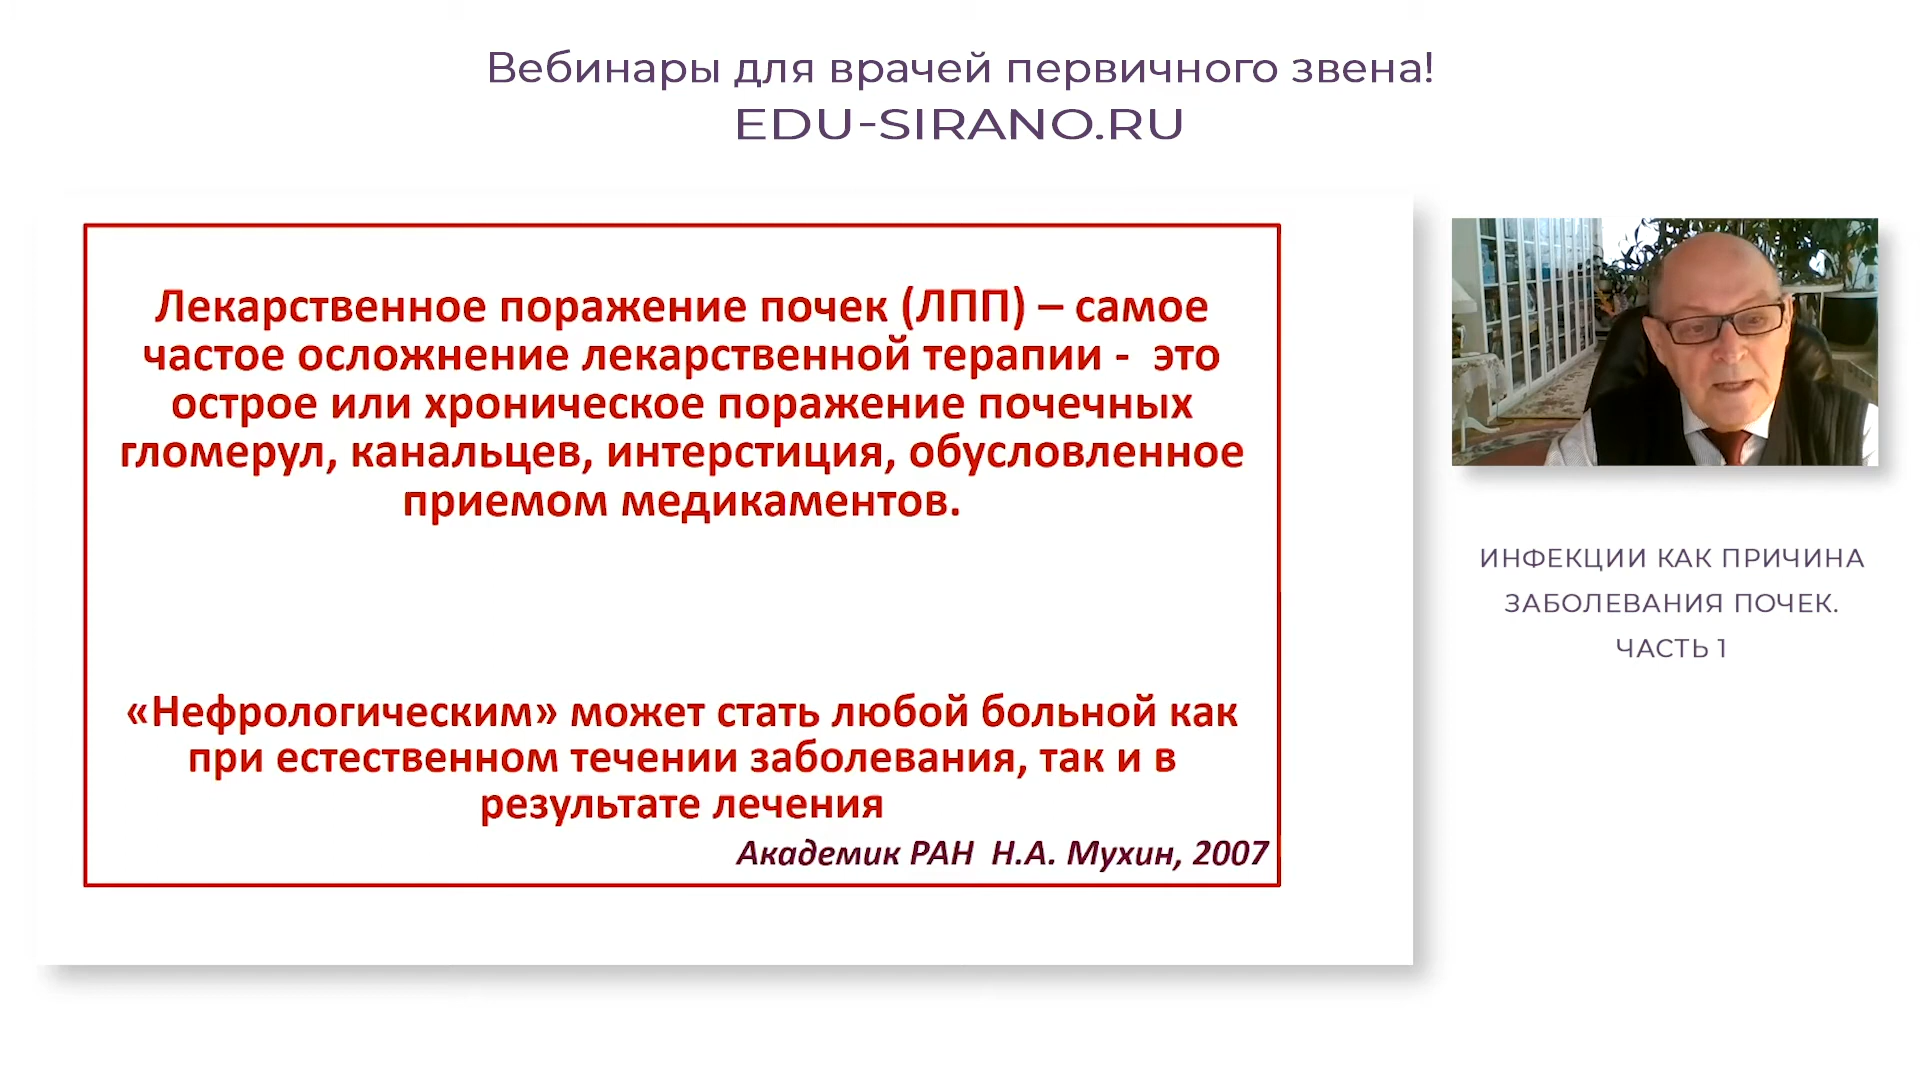 Вебинары для врачей первичного звена!
EDU-SIRANO.RU
Лекарственное поражение почек (ЛПП) – самое
частое осложнение лекарственной терапии - это
острое или хроническое поражение почечных
гломерул, канальцев, интерстиция, обусловленное
приемом медикаментов.
«Нефрологическим» может стать любой больной как
при естественном течении заболевания, так и в
результате лечения
Академик РАН Н.А. Мухин, 2007
ИНФЕКЦИИ КАК ПРИЧИНА
ЗАБОЛЕВАНИЯ ПОЧЕК.
ЧАСТЬ 1